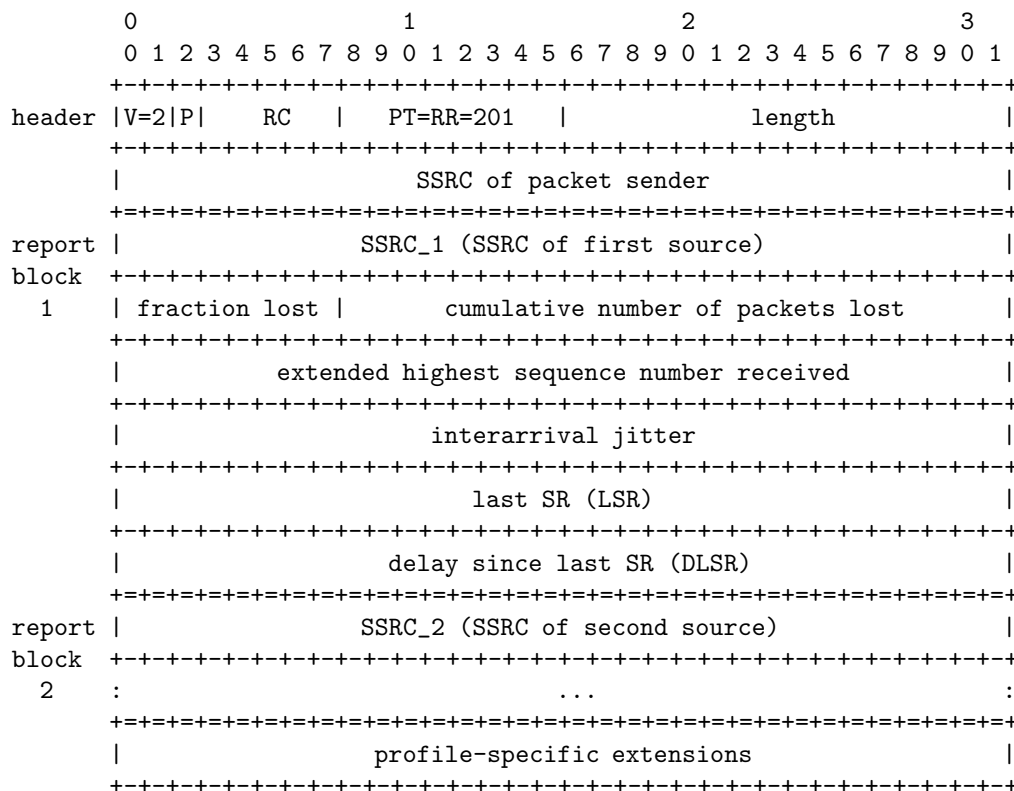 0                   1                   2                   3
        0 1 2 3 4 5 6 7 8 9 0 1 2 3 4 5 6 7 8 9 0 1 2 3 4 5 6 7 8 9 0 1
       +-+-+-+-+-+-+-+-+-+-+-+-+-+-+-+-+-+-+-+-+-+-+-+-+-+-+-+-+-+-+-+-+
header |V=2|P|    RC   |   PT=RR=201   |             length            |
       +-+-+-+-+-+-+-+-+-+-+-+-+-+-+-+-+-+-+-+-+-+-+-+-+-+-+-+-+-+-+-+-+
       |                     SSRC of packet sender                     |
       +=+=+=+=+=+=+=+=+=+=+=+=+=+=+=+=+=+=+=+=+=+=+=+=+=+=+=+=+=+=+=+=+
report |                 SSRC_1 (SSRC of first source)                 |
block  +-+-+-+-+-+-+-+-+-+-+-+-+-+-+-+-+-+-+-+-+-+-+-+-+-+-+-+-+-+-+-+-+
  1    | fraction lost |       cumulative number of packets lost       |
       +-+-+-+-+-+-+-+-+-+-+-+-+-+-+-+-+-+-+-+-+-+-+-+-+-+-+-+-+-+-+-+-+
       |           extended highest sequence number received           |
       +-+-+-+-+-+-+-+-+-+-+-+-+-+-+-+-+-+-+-+-+-+-+-+-+-+-+-+-+-+-+-+-+
       |                      interarrival jitter                      |
       +-+-+-+-+-+-+-+-+-+-+-+-+-+-+-+-+-+-+-+-+-+-+-+-+-+-+-+-+-+-+-+-+
       |                         last SR (LSR)                         |
       +-+-+-+-+-+-+-+-+-+-+-+-+-+-+-+-+-+-+-+-+-+-+-+-+-+-+-+-+-+-+-+-+
       |                   delay since last SR (DLSR)                  |
       +=+=+=+=+=+=+=+=+=+=+=+=+=+=+=+=+=+=+=+=+=+=+=+=+=+=+=+=+=+=+=+=+
report |                 SSRC_2 (SSRC of second source)                |
block  +-+-+-+-+-+-+-+-+-+-+-+-+-+-+-+-+-+-+-+-+-+-+-+-+-+-+-+-+-+-+-+-+
  2    :                               ...                             :
       +=+=+=+=+=+=+=+=+=+=+=+=+=+=+=+=+=+=+=+=+=+=+=+=+=+=+=+=+=+=+=+=+
       |                  profile-specific extensions                  |
       +-+-+-+-+-+-+-+-+-+-+-+-+-+-+-+-+-+-+-+-+-+-+-+-+-+-+-+-+-+-+-+-+